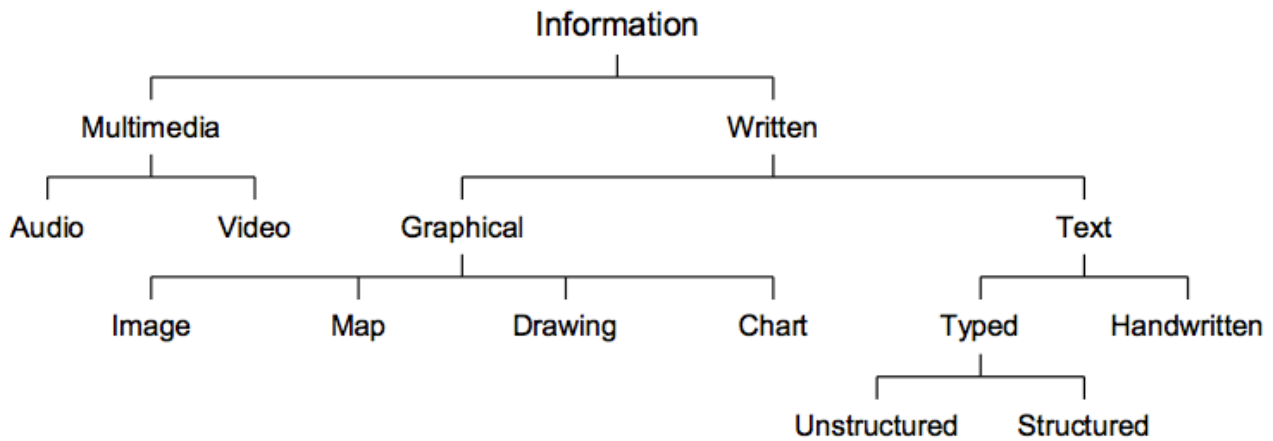 Information
Multimedia Written
Audio Video Graphical Text
Image Map Drawing Chart Typed Handwritten
Unstructured Structured